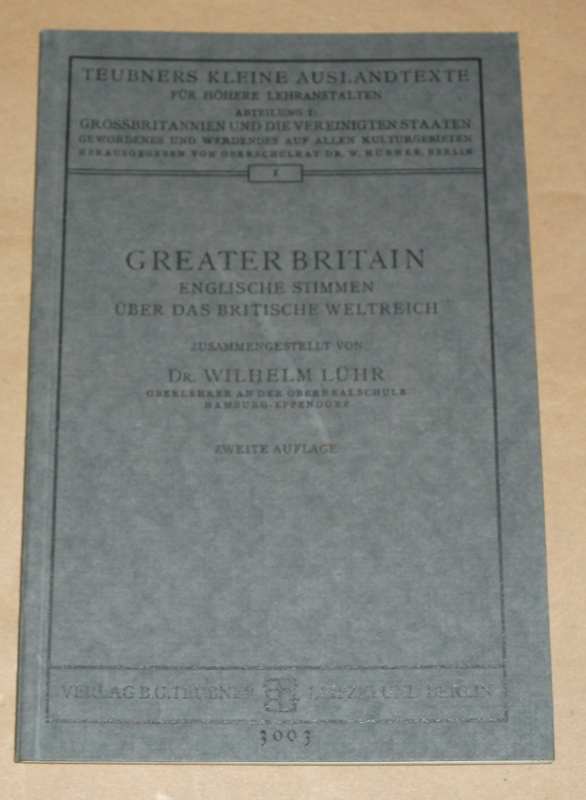 TEUBNERS KLEINE AUSLANDTEXTE
FÜR HÖHERE LEHRANSTALTEN
ABTEILUNG I:
GROSSBRITANNIEN UND DIE VEREINIGTEN STAATEN
GEWORDENES UND WERDENDES AUF ALLEN KULTURGEBIETEN
HERAUSGEGEBEN VON OBERSCHULRAT DR. W. HÜBNER, BERLIN
1
GREATER BRITAIN
ENGLISCHE STIMMEN
ÜBER DAS BRITISCHE WELTREICH
ZUSAMMENGESTELLT VON
DR. WILHELM LÜHR
OBERLEHRER AN DER OBERREALSCHULE
HAMBURG-EPPENDORF
ZWEITE AUFLAGE
VERLAG B.G. TEUBNER LEIPZIG U. BERLIN
3003